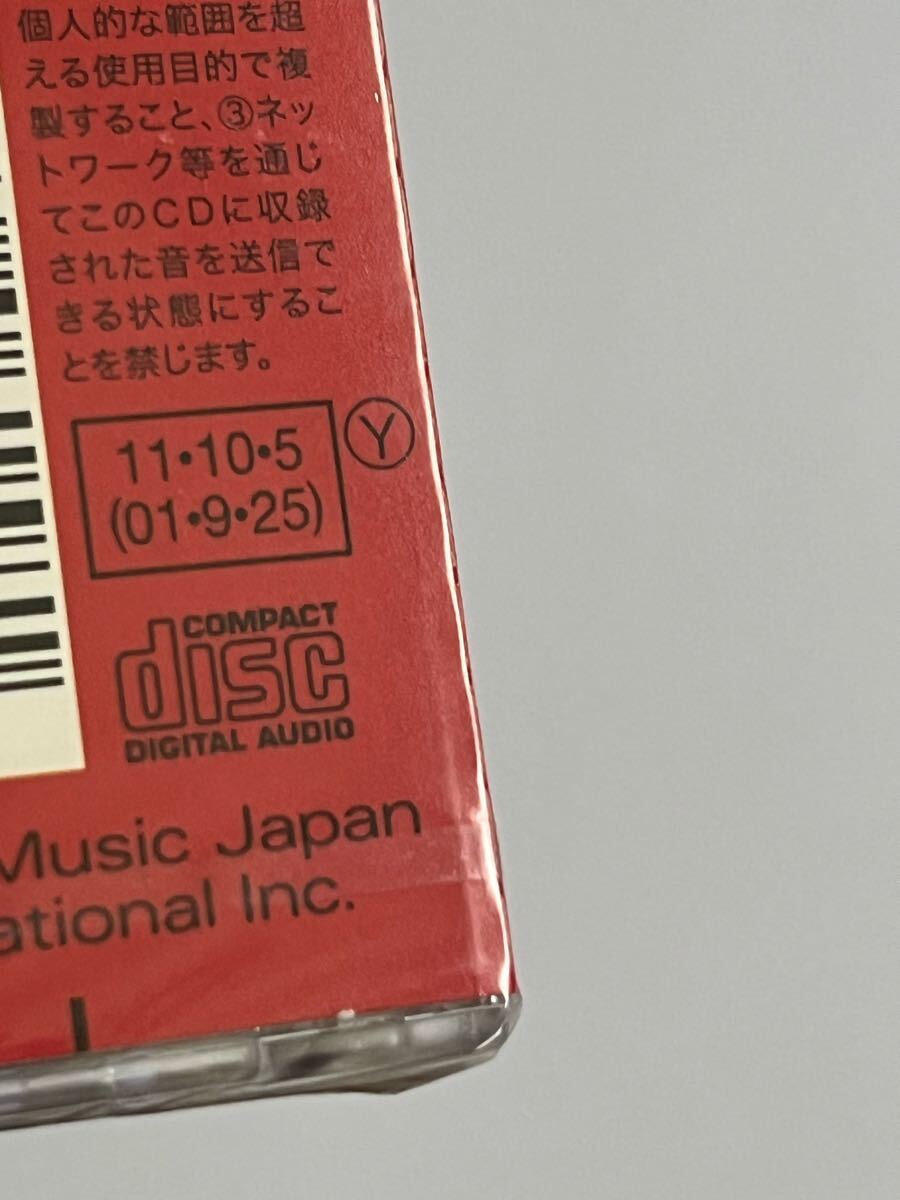 個人的な範囲を超
える使用目的で複
製すること、③ネッ
トワーク等を通じ
てこのCDに収録
された音を送信で
きる状態にするこ
とを禁じます。
11・10・5 Ⓨ
(01・9・25)
COMPACT
disc
DIGITAL AUDIO
Music Japan
ational Inc.